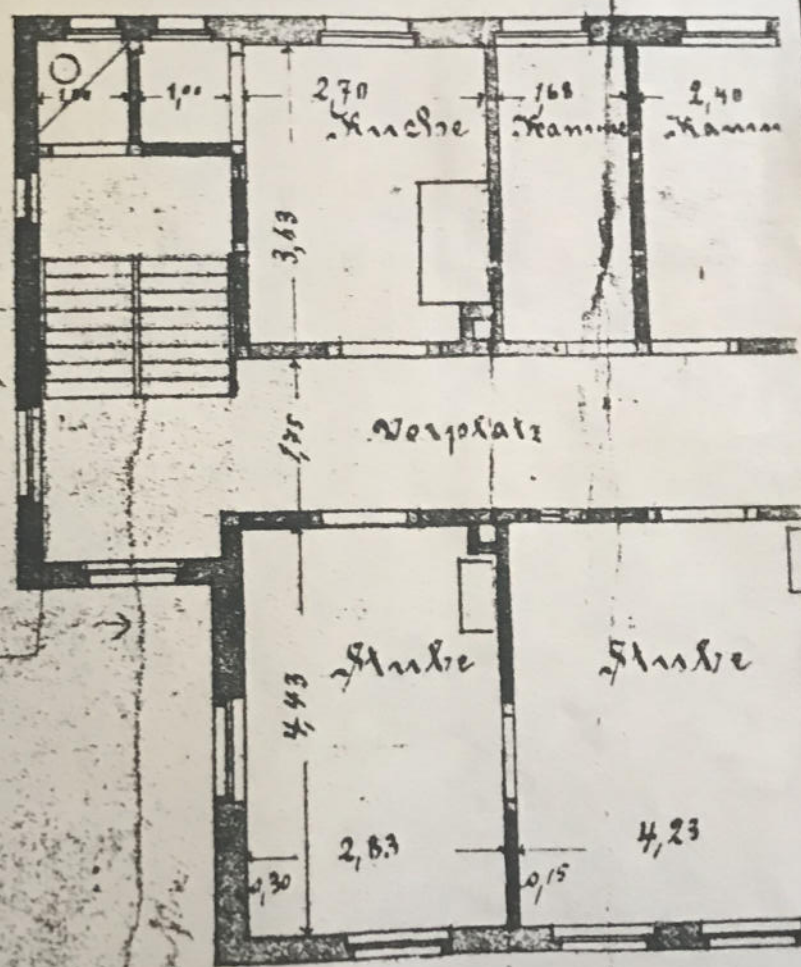 1,00 1,00 2,70 1,68 2,40
Küche Kamme Kamm
3,63
1,75
Vorplatz
Stube Stube
4,43
2,83 4,23
0,30 0,15